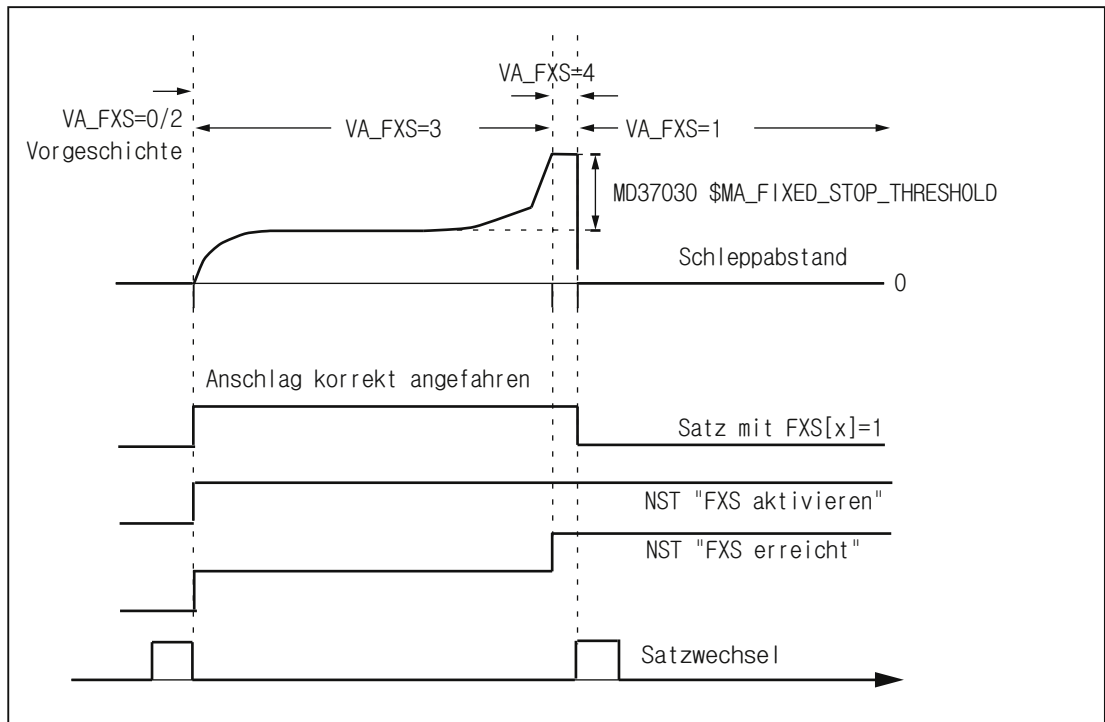 VA_FXS=4
VA_FXS=0/2
Vorgeschichte
VA_FXS=3
VA_FXS=1
MD37030 $MA_FIXED_STOP_THRESHOLD
Schleppabstand
0
Anschlag korrekt angefahren
Satz mit FXS[x]=1
NST "FXS aktivieren"
NST "FXS erreicht"
Satzwechsel